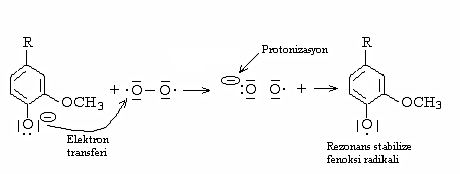 R
OCH₃
|O|⊖
Elektron
transferi
+ ·O–O· ⟶ ⊖:O O· + ⟶
Protonizasyon
R
OCH₃
|O|
Rezonans stabilize
fenoksi radikali